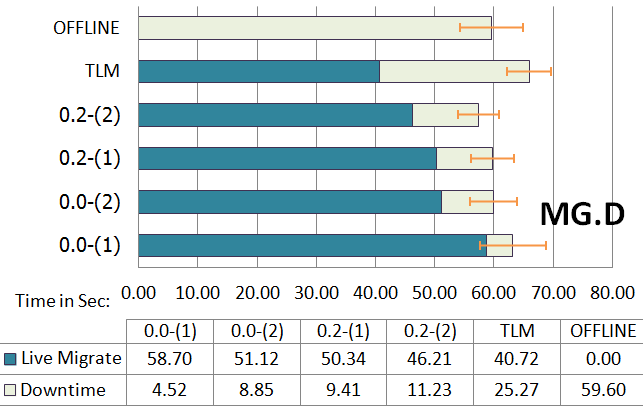 OFFLINE
TLM
0.2-(2)
0.2-(1)
0.0-(2)
0.0-(1)
MG.D
Time in Sec: 0.00 10.00 20.00 30.00 40.00 50.00 60.00 70.00 80.00
0.0-(1) 0.0-(2) 0.2-(1) 0.2-(2) TLM OFFLINE
Live Migrate 58.70 51.12 50.34 46.21 40.72 0.00
Downtime 4.52 8.85 9.41 11.23 25.27 59.60